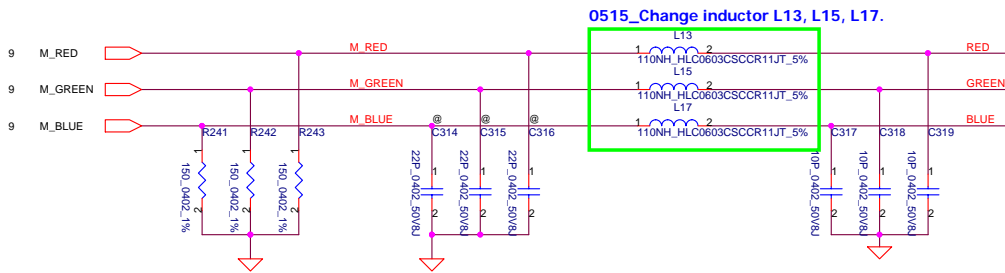 0515_Change inductor L13, L15, L17.
L13
9 M_RED M_RED 1 2 RED
110NH_HLC0603CSCCR11JT_5%
L15
9 M_GREEN 1 2 GREEN
110NH_HLC0603CSCCR11JT_5%
L17
9 M_BLUE M_BLUE 1 2 BLUE
110NH_HLC0603CSCCR11JT_5%
@ @ @
R241 R242 R243 C314 C315 C316 C317 C318 C319
1 1 1 1 1 1 1 1 1
150_0402_1% 150_0402_1% 150_0402_1% 22P_0402_50V8J 22P_0402_50V8J 22P_0402_50V8J 10P_0402_50V8J 10P_0402_50V8J 10P_0402_50V8J
2 2 2 2 2 2 2 2 2